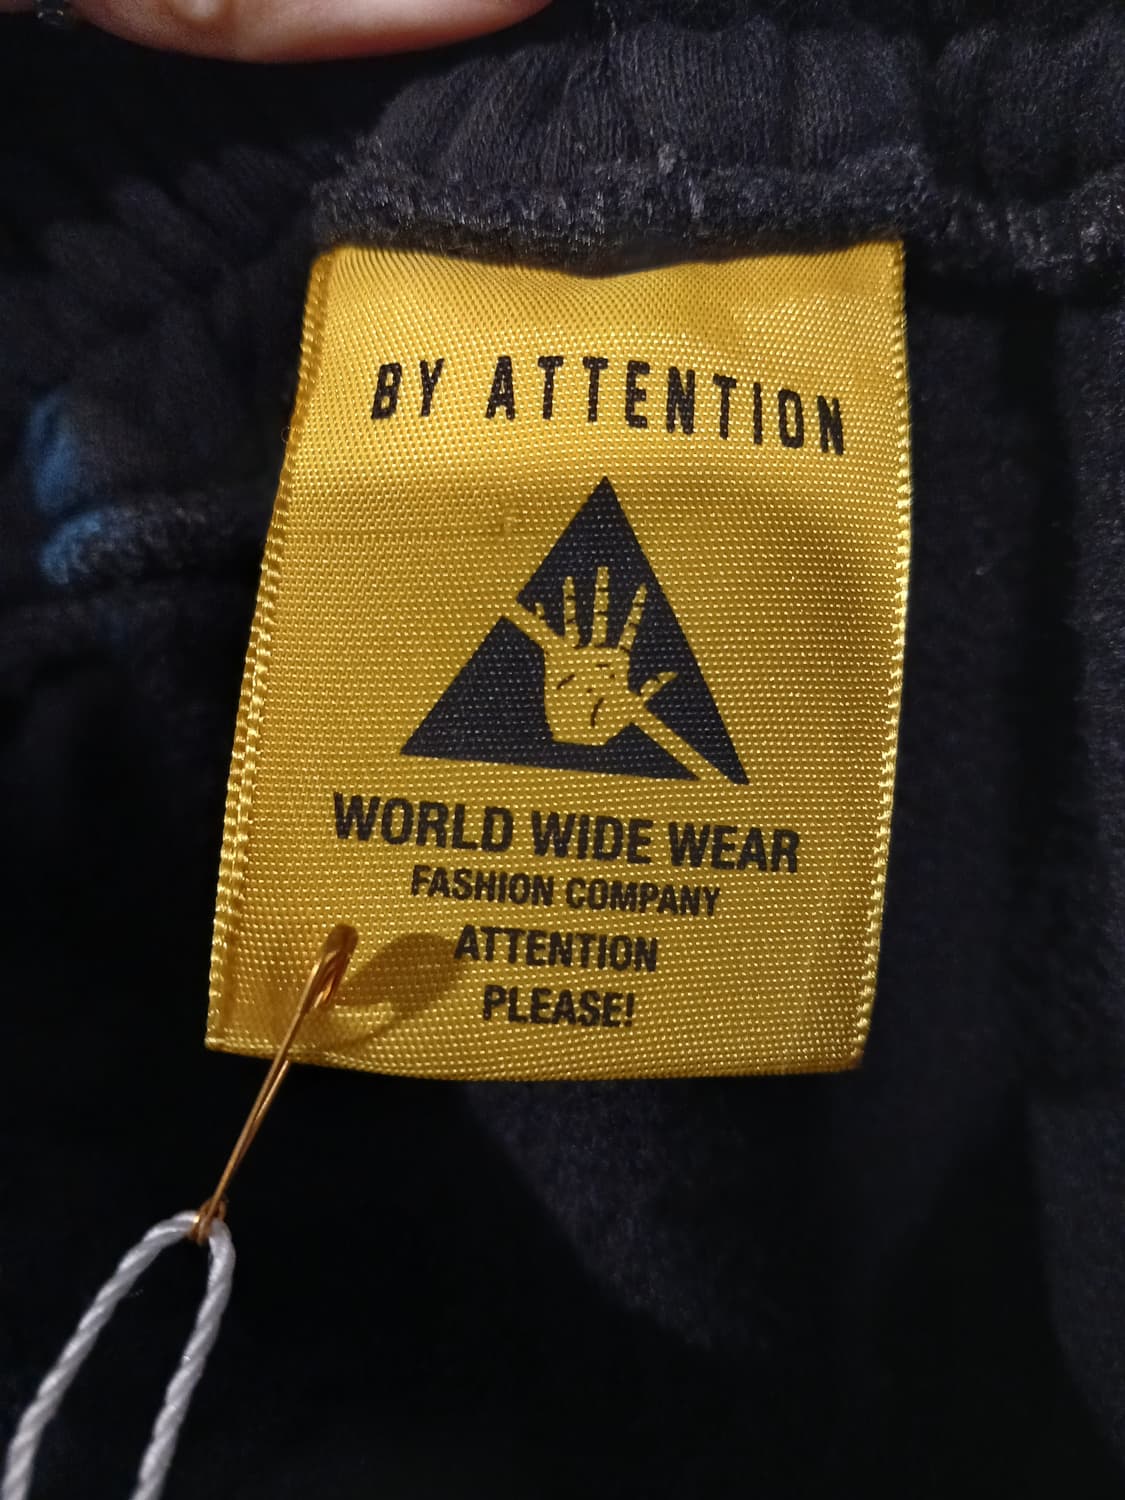 BY ATTENTION
WORLD WIDE WEAR
FASHION COMPANY
ATTENTION
PLEASE!